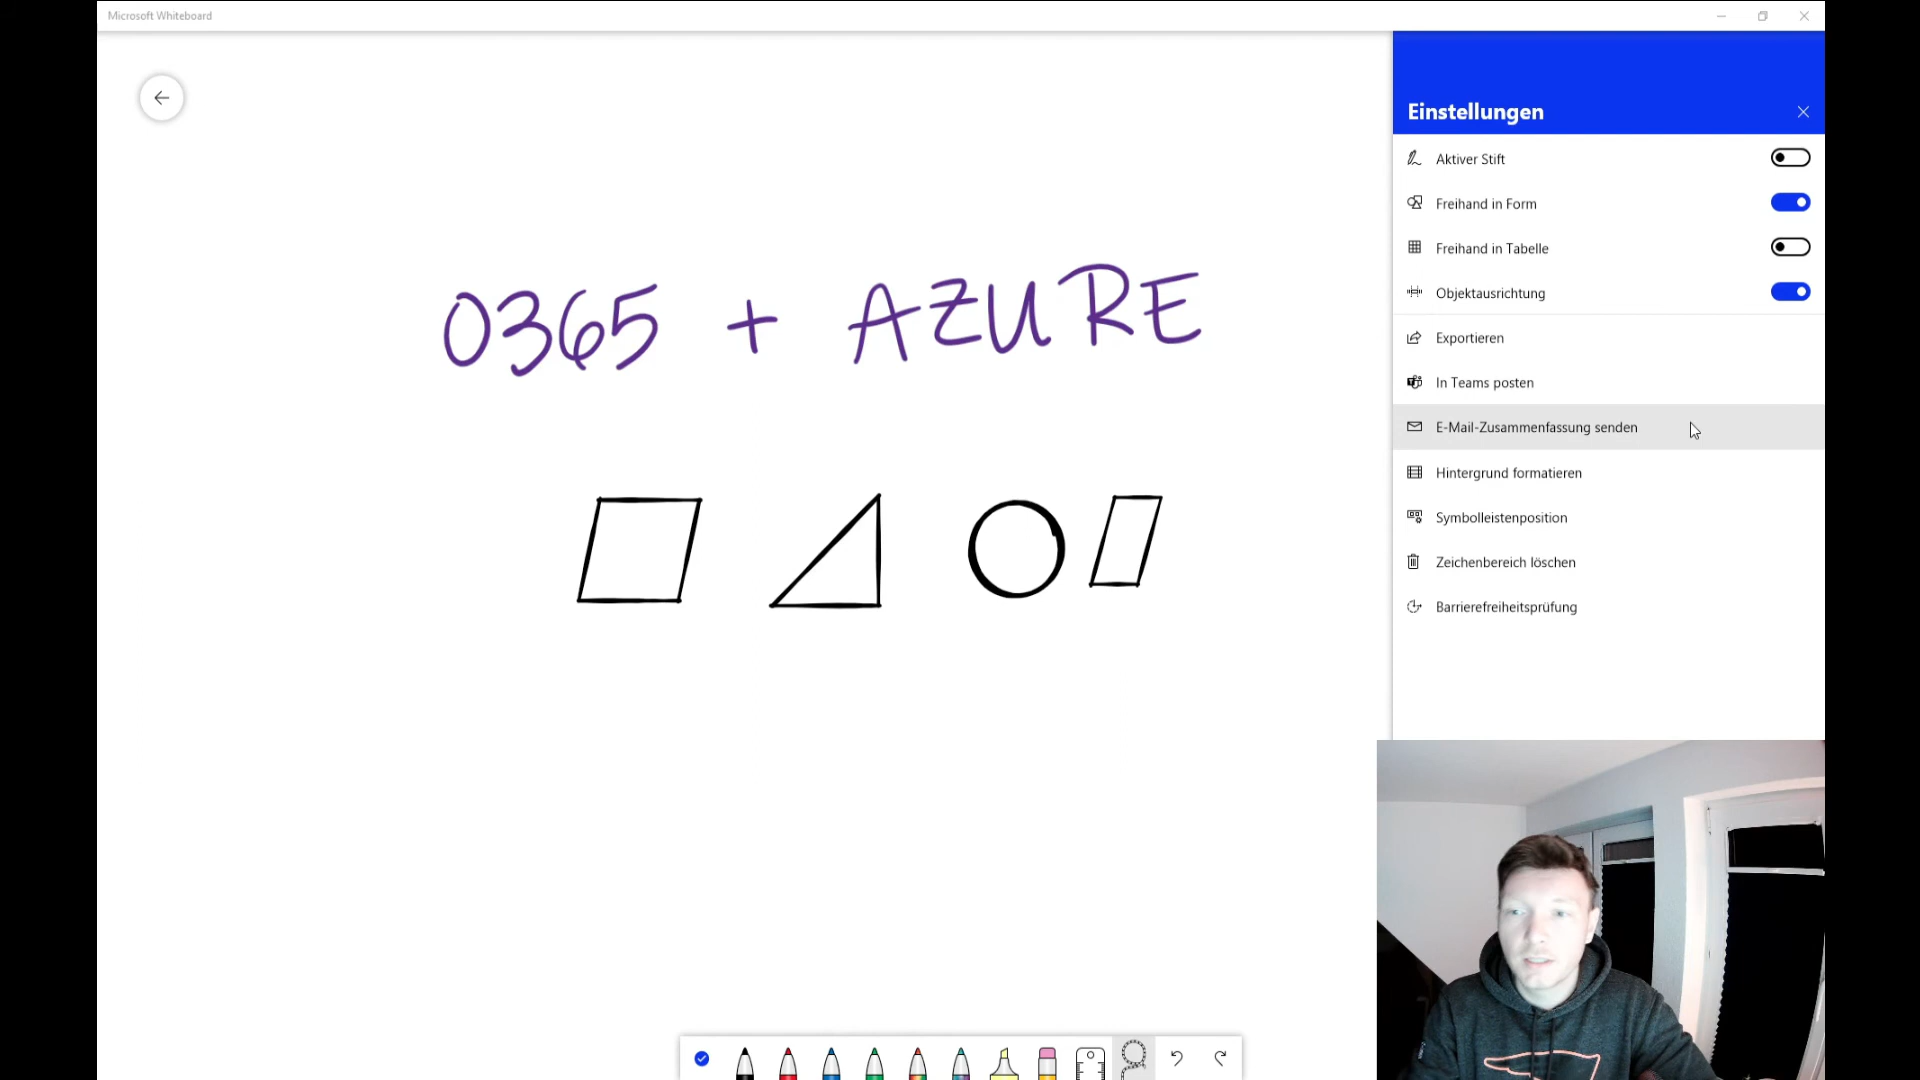 Microsoft Whiteboard
Einstellungen
Aktiver Stift
Freihand in Form
Freihand in Tabelle
Objektausrichtung
Exportieren
In Teams posten
E-Mail-Zusammenfassung senden
Hintergrund formatieren
Symbolleistenposition
Zeichenbereich löschen
Barrierefreiheitsprüfung
O365 + AZURE